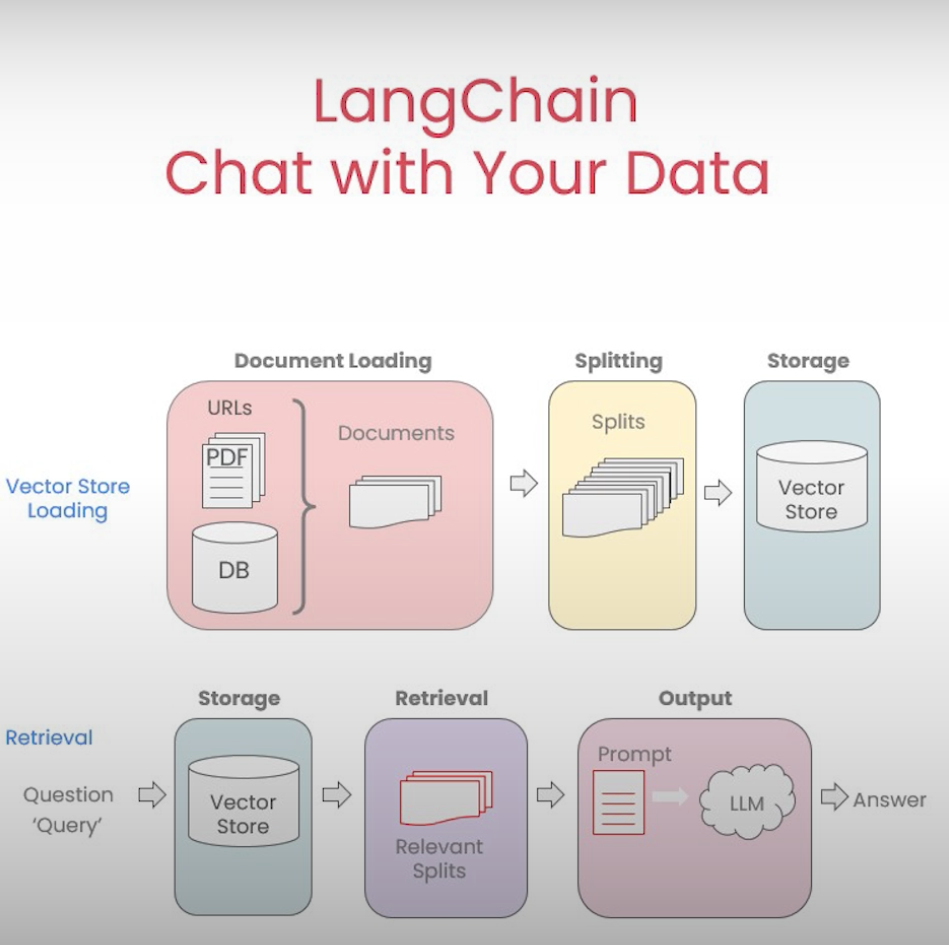 LangChain
Chat with Your Data
Document Loading
Splitting
Storage
URLs
PDF
DB
Documents
Splits
Vector
Store
Vector Store
Loading
Storage
Retrieval
Output
Retrieval
Question
‘Query’
Vector
Store
Relevant
Splits
Prompt
LLM
Answer